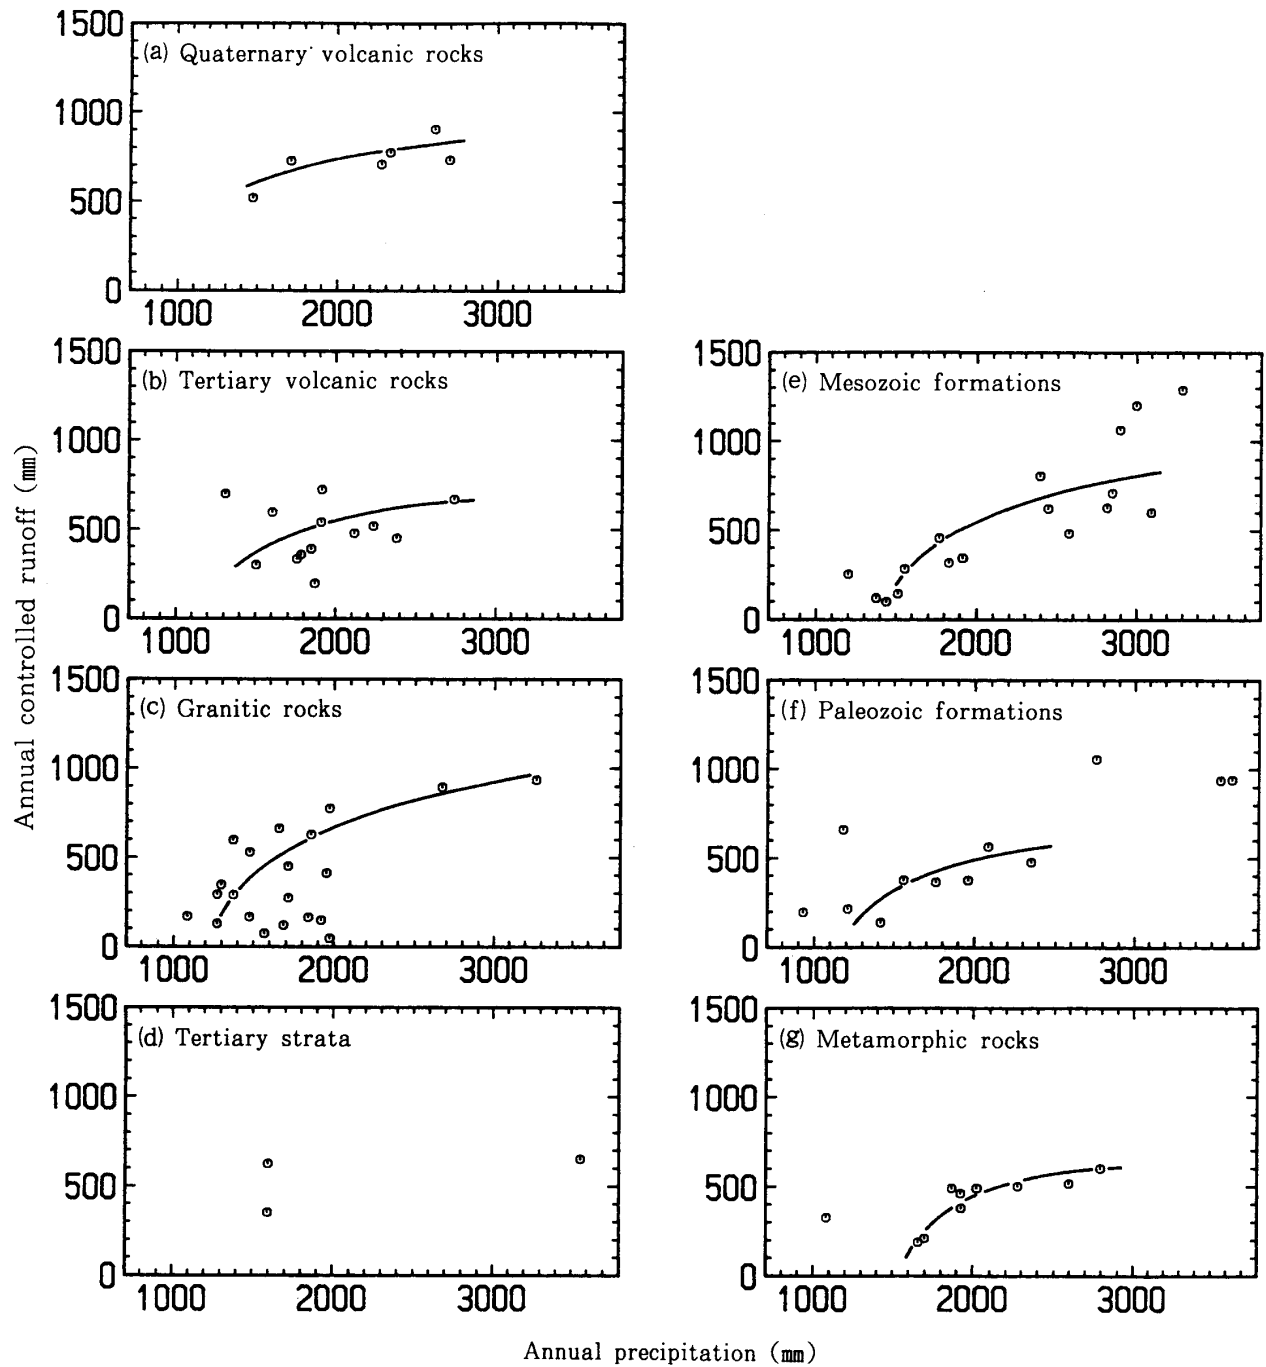 (a) Quaternary volcanic rocks
1500
1000
500
0
1000 2000 3000
(b) Tertiary volcanic rocks
1500
1000
500
0
1000 2000 3000
(c) Granitic rocks
1500
1000
500
0
1000 2000 3000
(d) Tertiary strata
1500
1000
500
0
1000 2000 3000
(e) Mesozoic formations
1500
1000
500
0
1000 2000 3000
(f) Paleozoic formations
1500
1000
500
0
1000 2000 3000
(g) Metamorphic rocks
1500
1000
500
0
1000 2000 3000
Annual controlled runoff (mm)
Annual precipitation (mm)